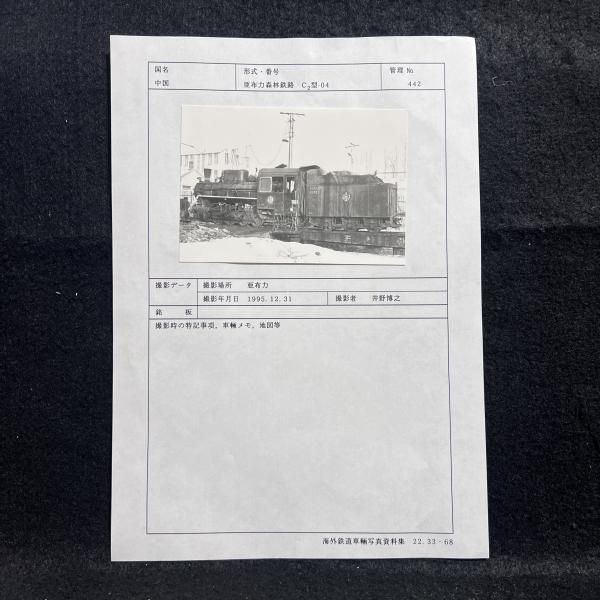 国名
形式・番号
管理 No
中国
亜布力森林鉄路 C2型-04
442
撮影データ 撮影場所 亜布力
撮影年月日 1995.12.31 撮影者 井野博之
銘板
撮影時の特記事項，車輛メモ，地図等
海外鉄道車輛写真資料集 22.33-68